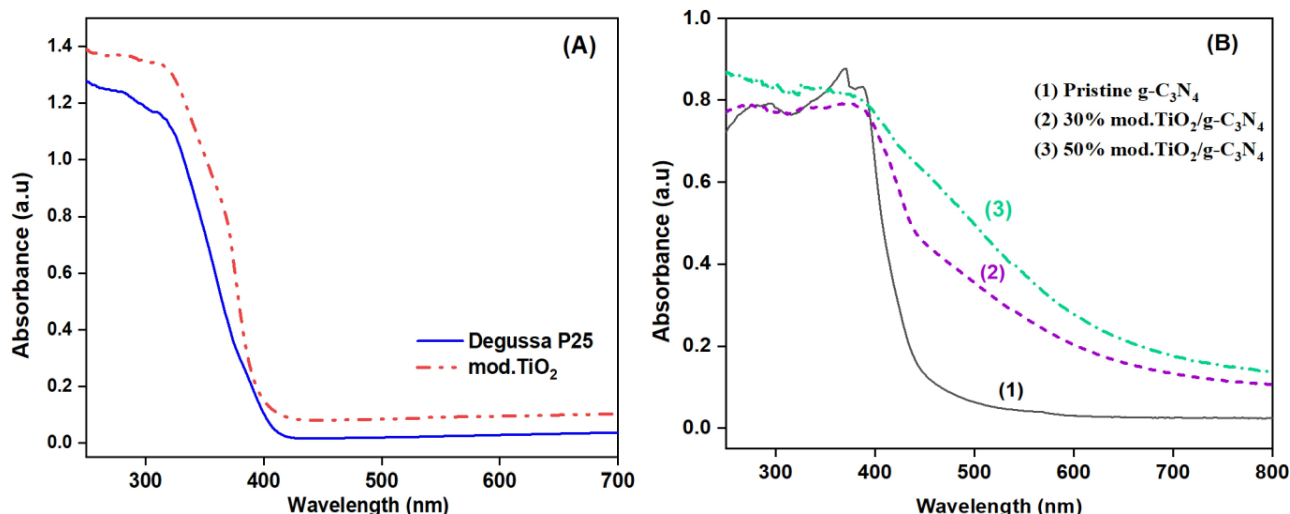 (A)
1.4
1.2
1.0
0.8
0.6
0.4
0.2
0.0
Absorbance (a.u)
Degussa P25
mod.TiO₂
300 400 500 600 700
Wavelength (nm)
(B)
1.0
0.8
0.6
0.4
0.2
0.0
Absorbance (a.u)
(1) Pristine g-C₃N₄
(2) 30% mod.TiO₂/g-C₃N₄
(3) 50% mod.TiO₂/g-C₃N₄
(3)
(2)
(1)
300 400 500 600 700 800
Wavelength (nm)